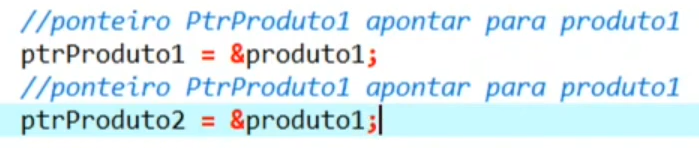 //ponteiro PtrProduto1 apontar para produto1
ptrProduto1 = &produto1;
//ponteiro PtrProduto1 apontar para produto1
ptrProduto2 = &produto1;